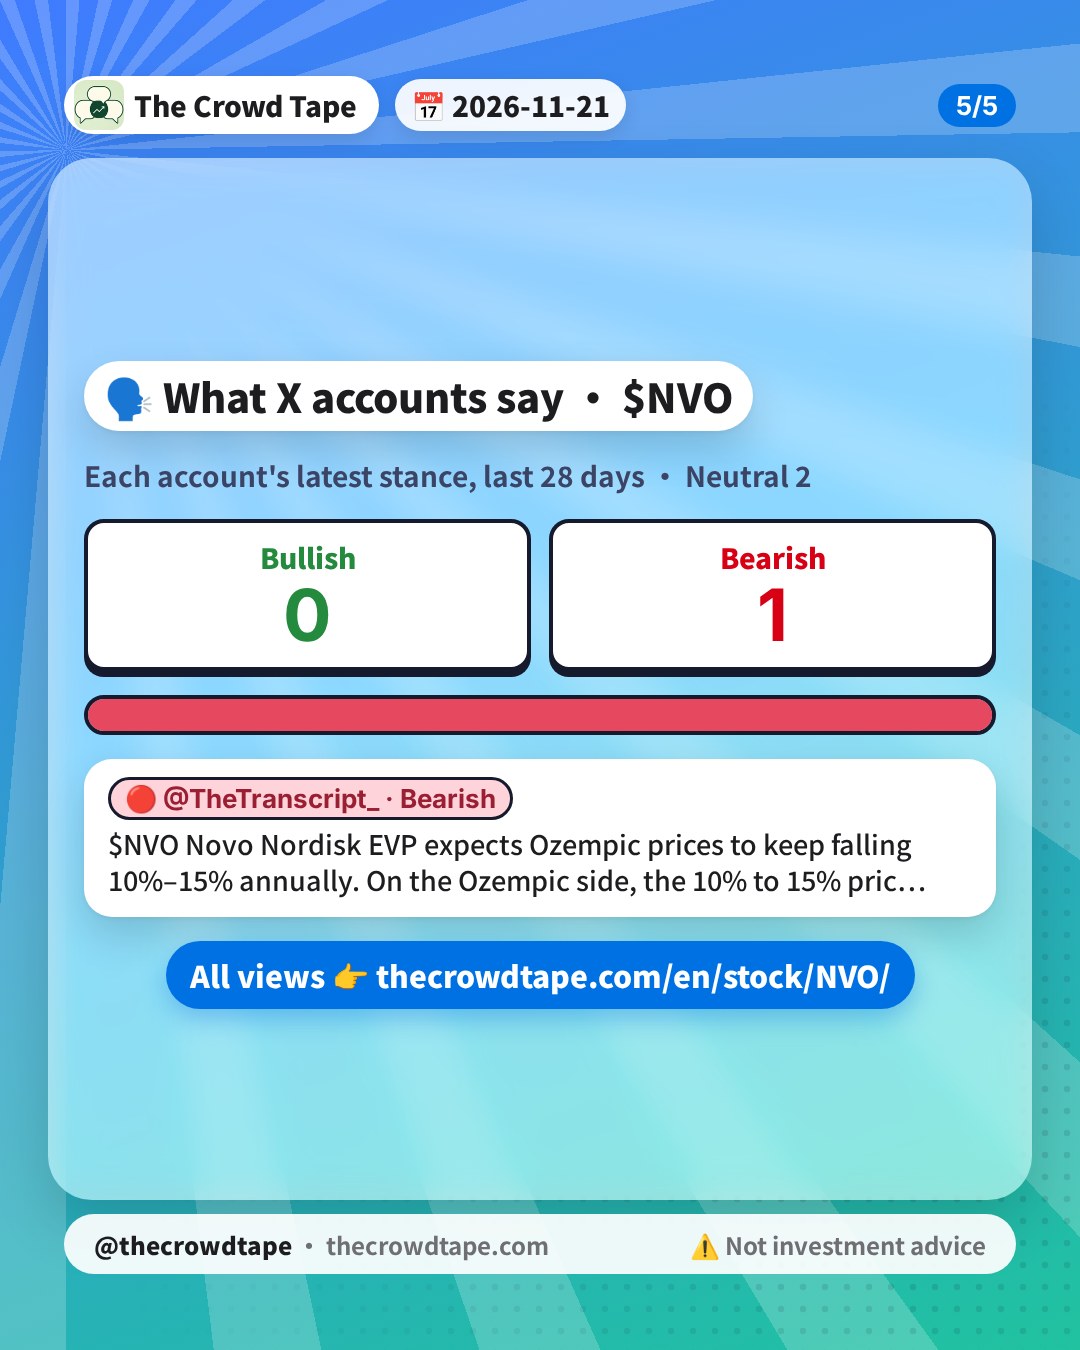 The Crowd Tape
July 2026-11-21
5/5
What X accounts say • $NVO
Each account's latest stance, last 28 days • Neutral 2
Bullish
0
Bearish
1
@TheTranscript_ · Bearish
$NVO Novo Nordisk EVP expects Ozempic prices to keep falling
10%–15% annually. On the Ozempic side, the 10% to 15% pric…
All views 👉 thecrowdtape.com/en/stock/NVO/
@thecrowdtape • thecrowdtape.com
⚠️ Not investment advice